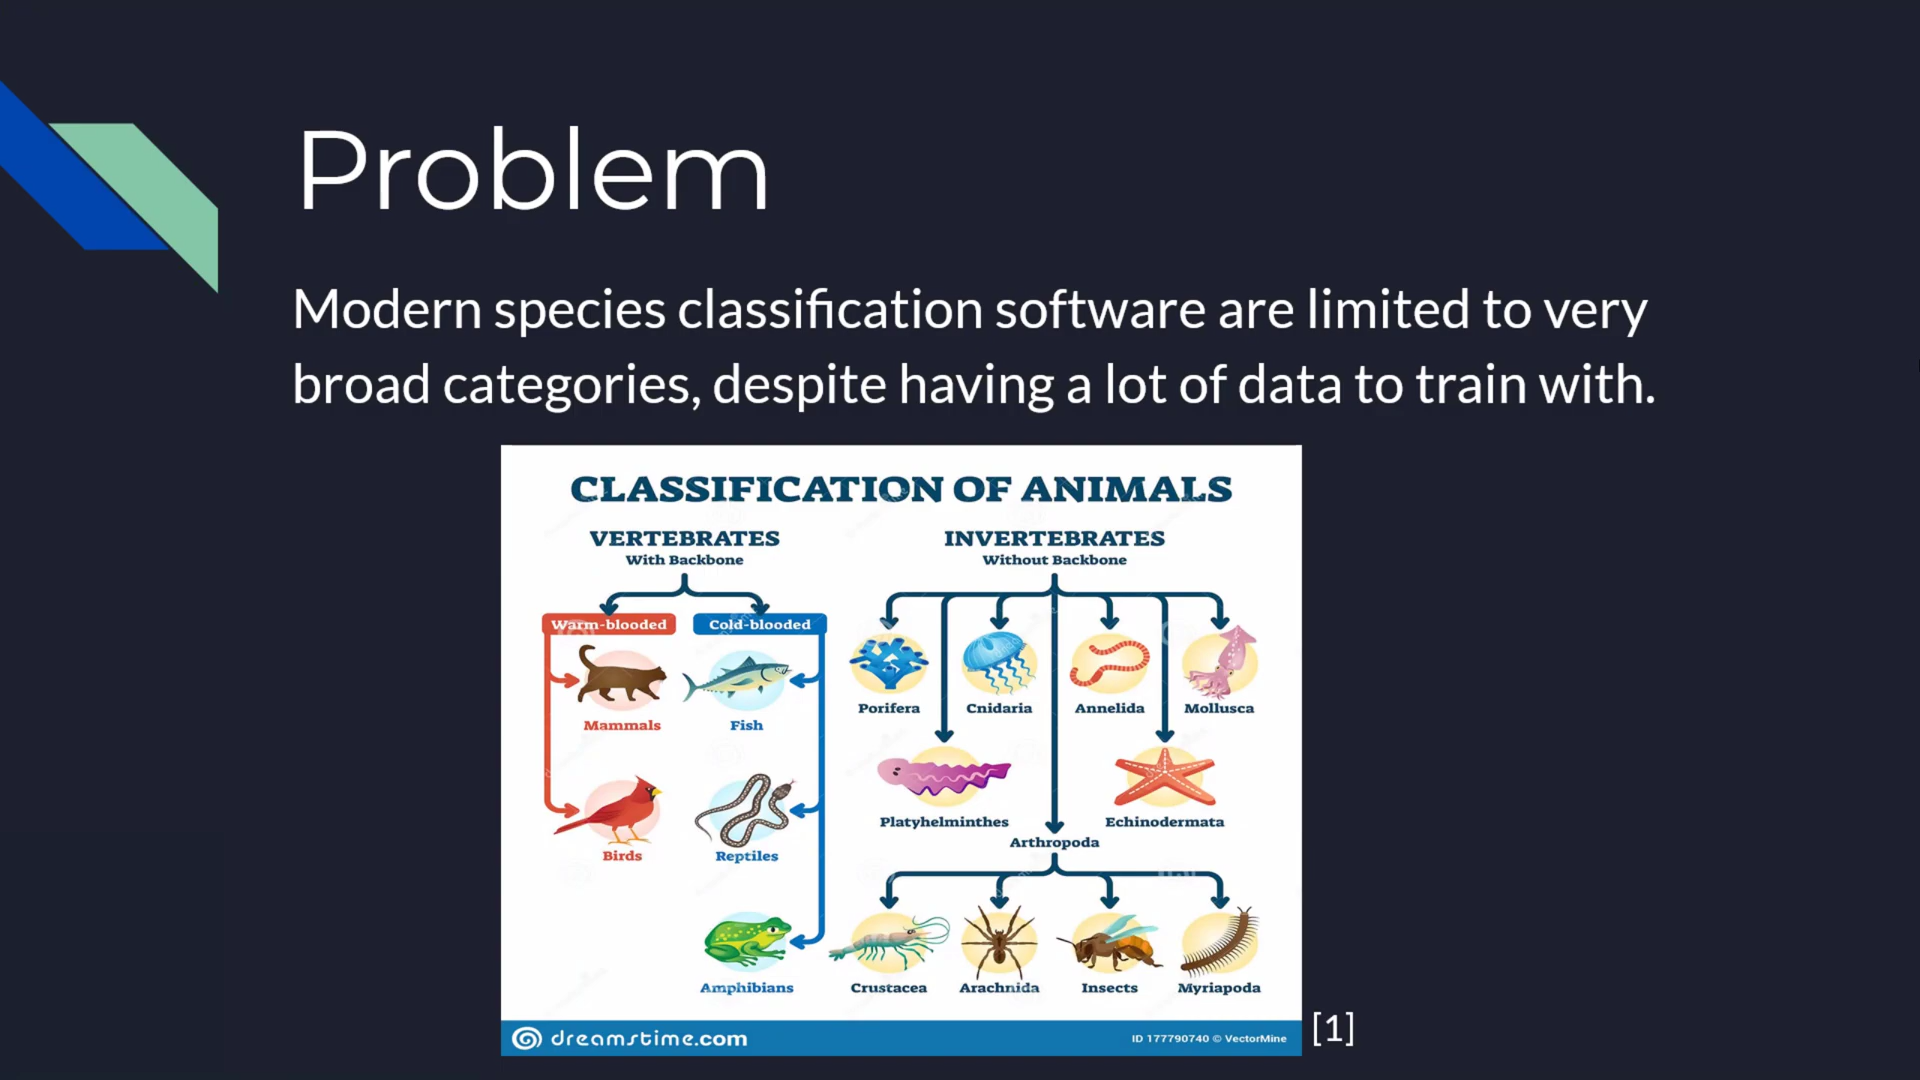 Problem
Modern species classification software are limited to very
broad categories, despite having a lot of data to train with.
CLASSIFICATION OF ANIMALS
VERTEBRATES
With Backbone
INVERTEBRATES
Without Backbone
Warm-blooded
Cold-blooded
Mammals
Fish
Birds
Reptiles
Amphibians
Porifera
Cnidaria
Annelida
Mollusca
Platyhelminthes
Echinodermata
Arthropoda
Crustacea
Arachnida
Insects
Myriapoda
dreamstime.com
ID 177790740 © VectorMine
[1]